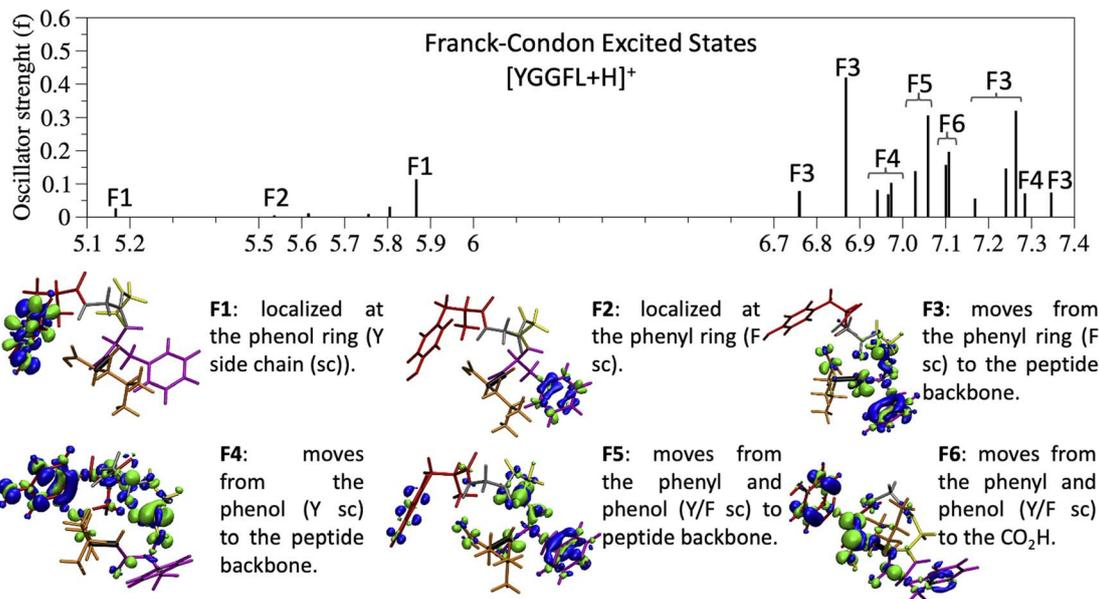 Oscillator strenght (f)
0.6
0.5
0.4
0.3
0.2
0.1
0
Franck-Condon Excited States
[YGGFL+H]⁺
F1
F2
F1
F3
F3
F4
F5
F6
F3
F4 F3
5.1 5.2 5.5 5.6 5.7 5.8 5.9 6 6.7 6.8 6.9 7.0 7.1 7.2 7.3 7.4
F1: localized at
the phenol ring (Y
side chain (sc)).
F2: localized at
the phenyl ring (F
sc).
F3: moves from
the phenyl ring (F
sc) to the peptide
backbone.
F4: moves
from the
phenol (Y sc)
to the peptide
backbone.
F5: moves from
the phenyl and
phenol (Y/F sc) to
peptide backbone.
F6: moves from
the phenyl and
phenol (Y/F sc)
to the CO₂H.